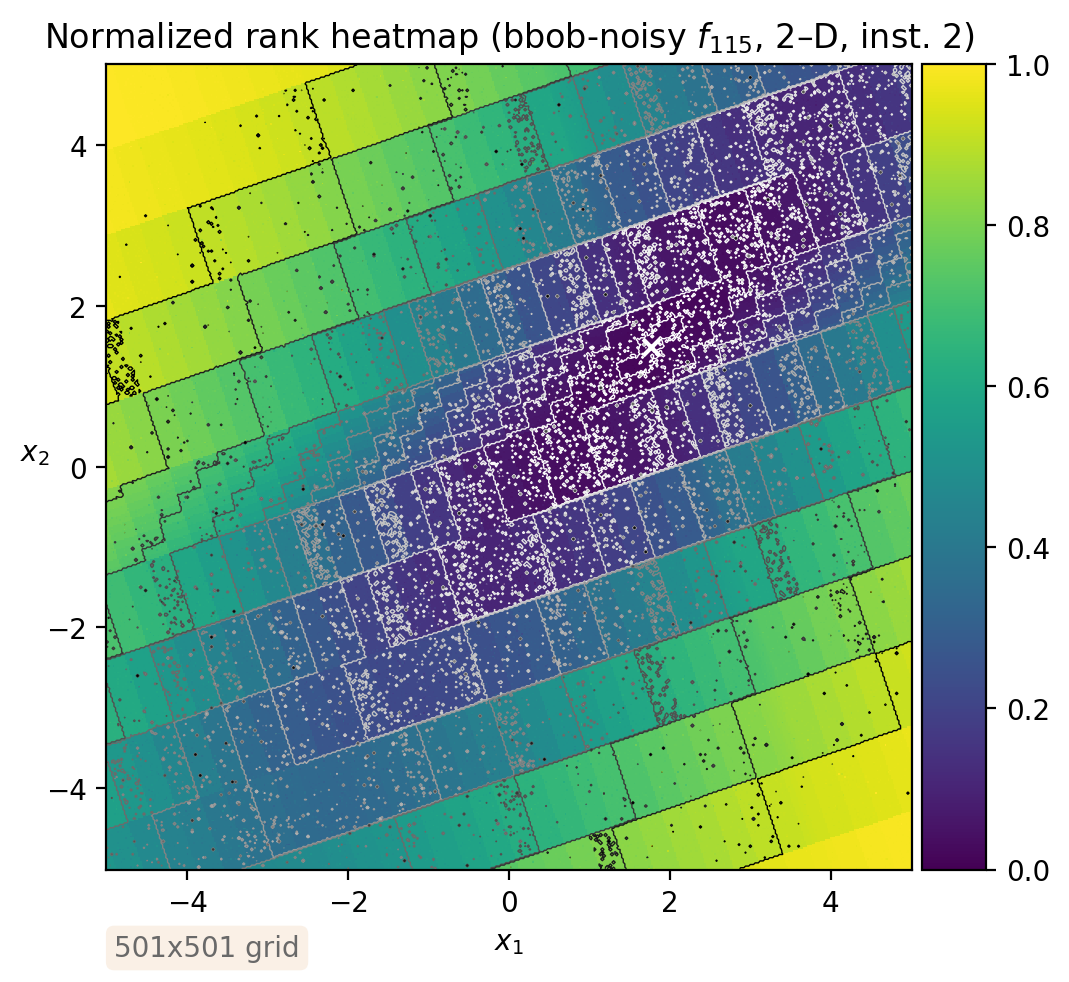 Normalized rank heatmap (bbob-noisy f₁₁₅, 2–D, inst. 2)
1.0
0.8
0.6
0.4
0.2
0.0
4
2
0
−2
−4
x₂
−4 −2 0 2 4
x₁
501x501 grid